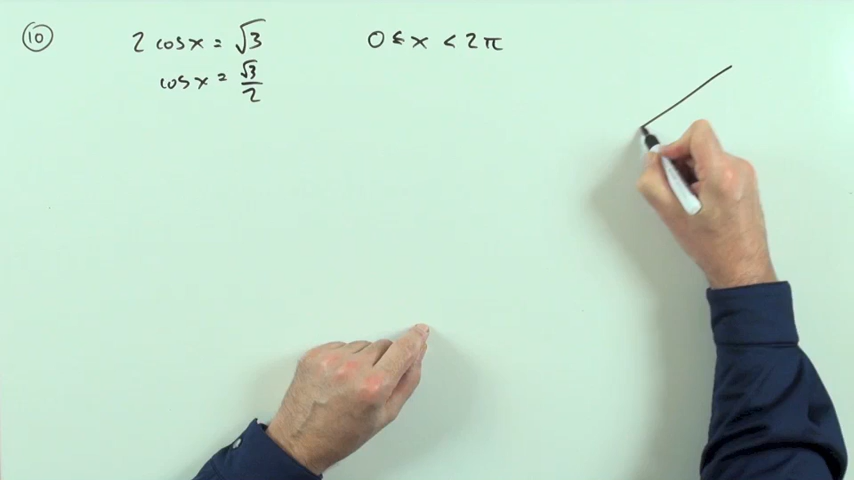 ⑩ 2 cos x = √3 0 ≤ x < 2π
cos x = √3/2